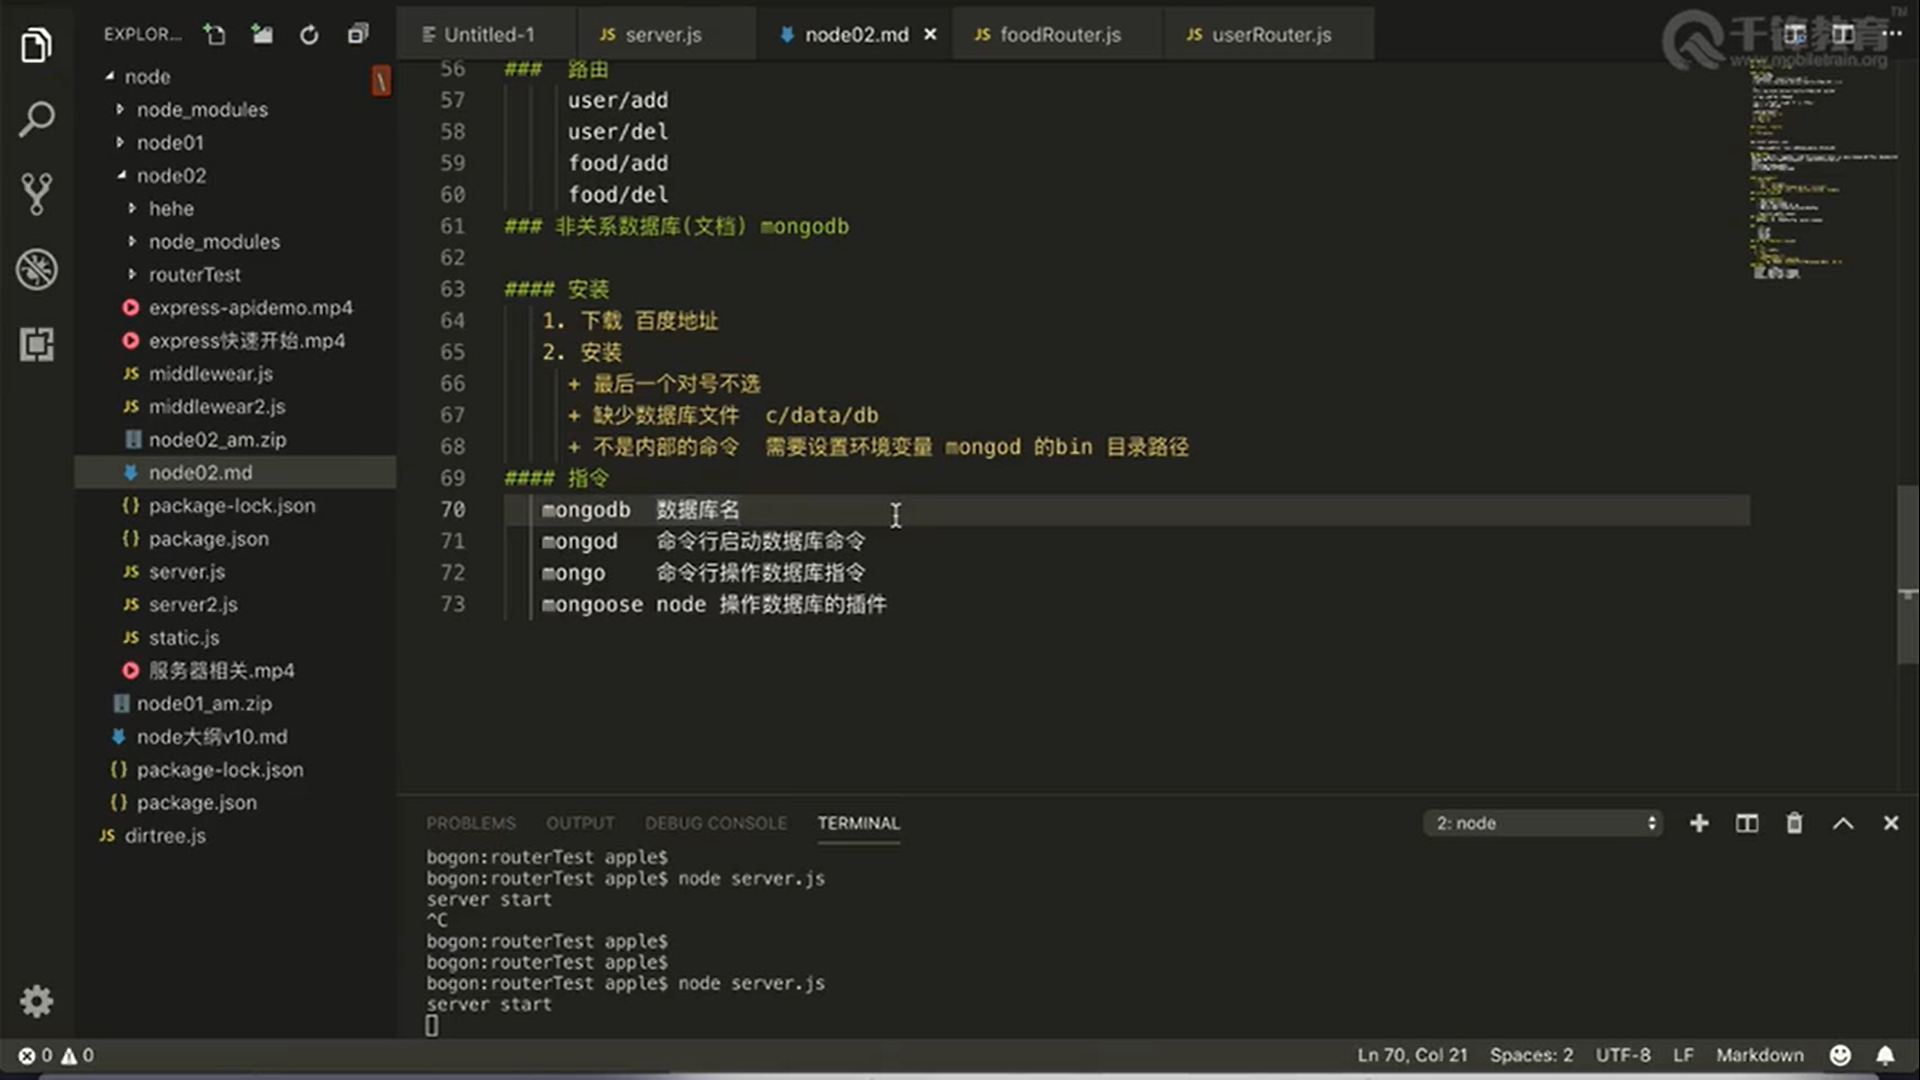 EXPLOR...
node
node_modules
node01
node02
hehe
node_modules
routerTest
express-apidemo.mp4
express快速开始.mp4
JS middlewear.js
JS middlewear2.js
node02_am.zip
node02.md
{} package-lock.json
{} package.json
JS server.js
JS server2.js
JS static.js
服务器相关.mp4
node01_am.zip
node大纲v10.md
{} package-lock.json
{} package.json
JS dirtree.js
Untitled-1
JS server.js
node02.md
JS foodRouter.js
JS userRouter.js
千锋教育 TM
www.mobiletrain.org
56 ### 路由
57 user/add
58 user/del
59 food/add
60 food/del
61 ### 非关系数据库(文档) mongodb
62
63 #### 安装
64 1. 下载 百度地址
65 2. 安装
66 + 最后一个对号不选
67 + 缺少数据库文件 c/data/db
68 + 不是内部的命令 需要设置环境变量 mongod 的bin 目录路径
69 #### 指令
70 mongodb 数据库名
71 mongod 命令行启动数据库命令
72 mongo 命令行操作数据库指令
73 mongoose node 操作数据库的插件
PROBLEMS OUTPUT DEBUG CONSOLE TERMINAL
2: node
bogon:routerTest apple$
bogon:routerTest apple$ node server.js
server start
^C
bogon:routerTest apple$
bogon:routerTest apple$
bogon:routerTest apple$ node server.js
server start
0 0
Ln 70, Col 21 Spaces: 2 UTF-8 LF Markdown